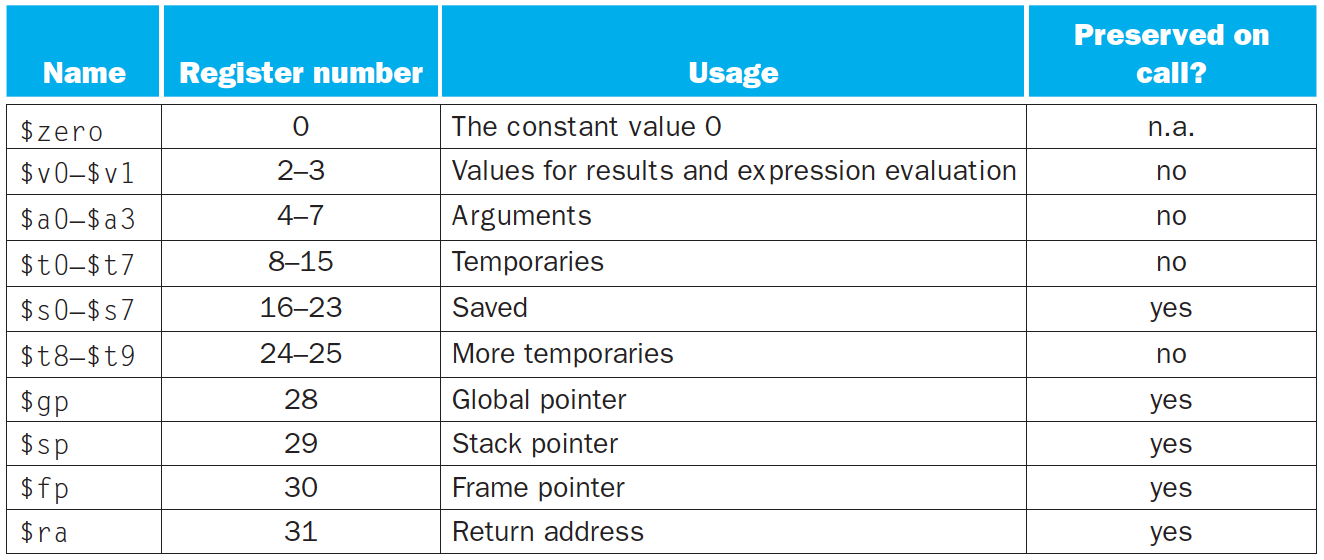 Name Register number Usage Preserved on call?
$zero 0 The constant value 0 n.a.
$v0–$v1 2–3 Values for results and expression evaluation no
$a0–$a3 4–7 Arguments no
$t0–$t7 8–15 Temporaries no
$s0–$s7 16–23 Saved yes
$t8–$t9 24–25 More temporaries no
$gp 28 Global pointer yes
$sp 29 Stack pointer yes
$fp 30 Frame pointer yes
$ra 31 Return address yes